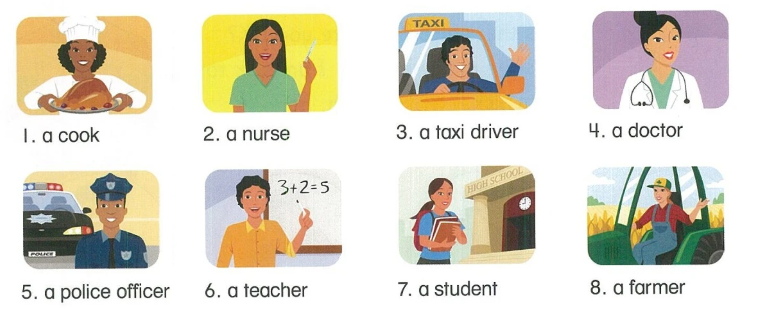 TAXI
1. a cook
2. a nurse
3. a taxi driver
4. a doctor
POLICE
3+2=5
HIGH SCHOOL
5. a police officer
6. a teacher
7. a student
8. a farmer